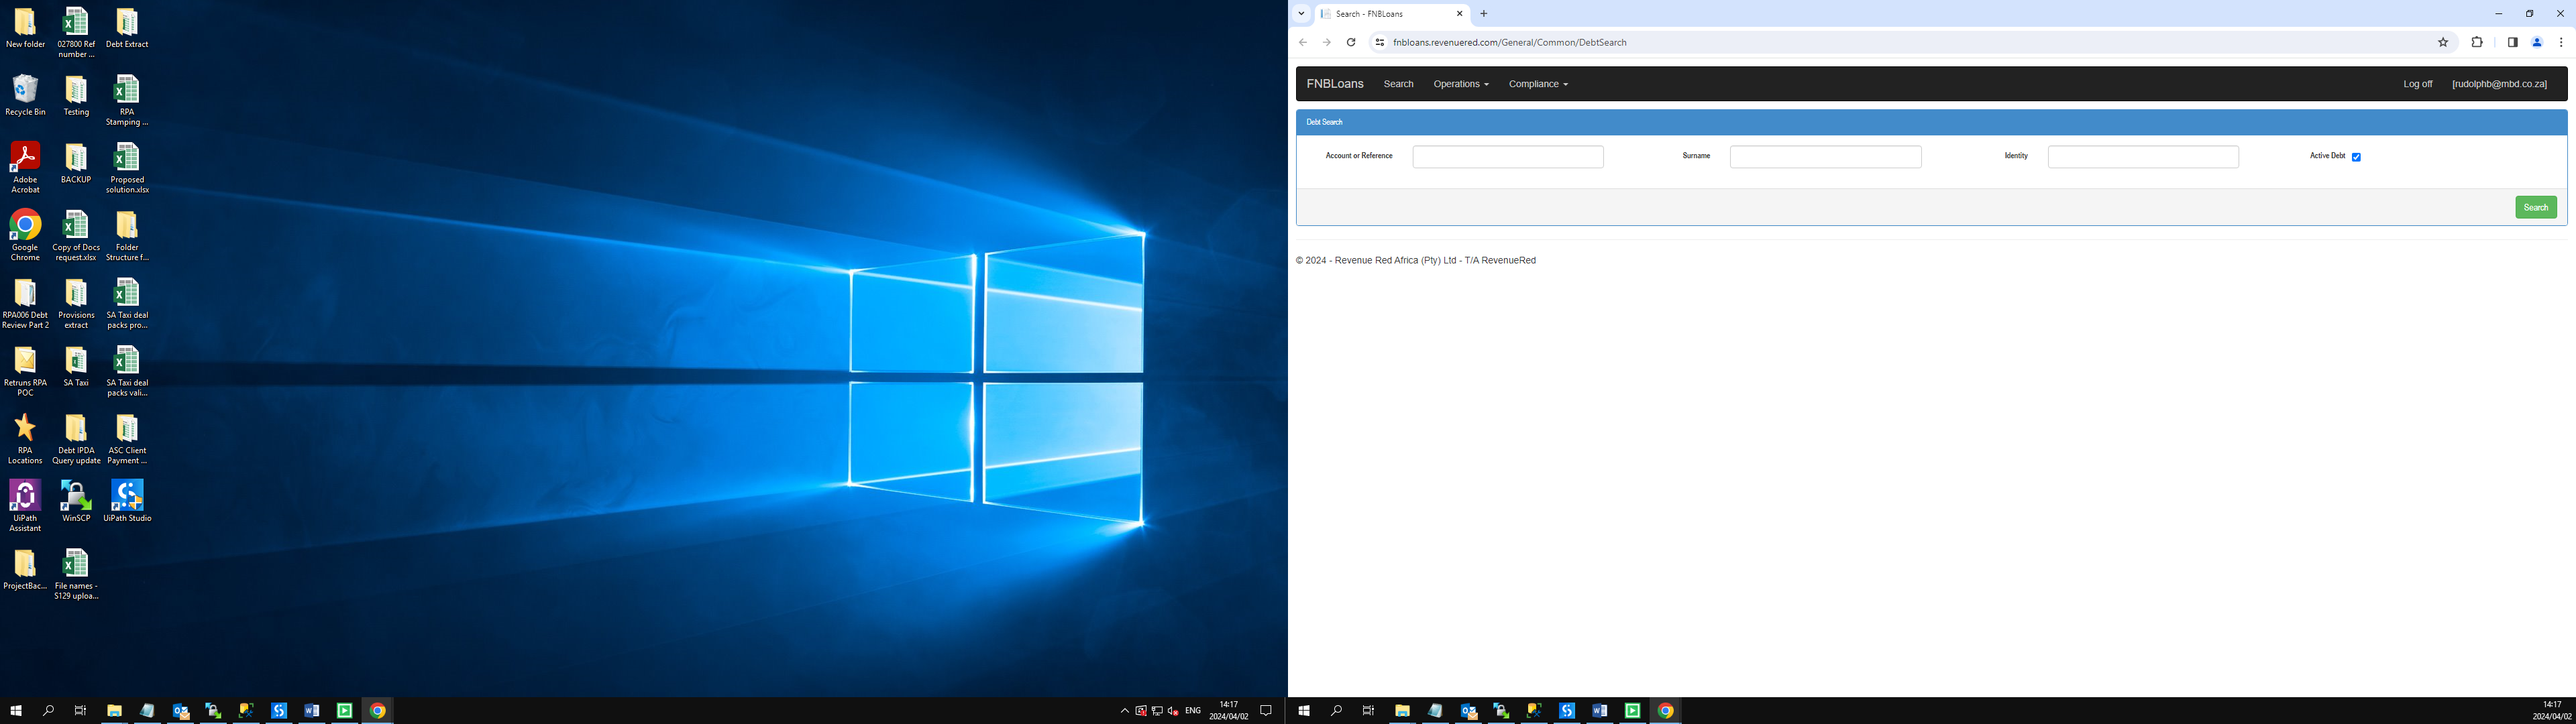 New folder
027800 Ref
number ...
Debt Extract
Recycle Bin
Testing
RPA
Stamping ...
Adobe
Acrobat
BACKUP
Proposed
solution.xlsx
Google
Chrome
Copy of Docs
request.xlsx
Folder
Structure f...
RPA006 Debt
Review Part 2
Provisions
extract
SA Taxi deal
packs pro...
Retruns RPA
POC
SA Taxi
SA Taxi deal
packs vali...
RPA
Locations
Debt IPDA
Query update
ASC Client
Payment ...
UiPath
Assistant
WinSCP
UiPath Studio
ProjectBac...
File names -
S129 uploa...
ENG
14:17
2024/04/02
Search - FNBLoans
fnbloans.revenuered.com/General/Common/DebtSearch
FNBLoans Search Operations Compliance Log off [rudolphb@mbd.co.za]
Debt Search
Account or Reference Surname Identity Active Debt
Search
© 2024 - Revenue Red Africa (Pty) Ltd - T/A RevenueRed
14:17
2024/04/02